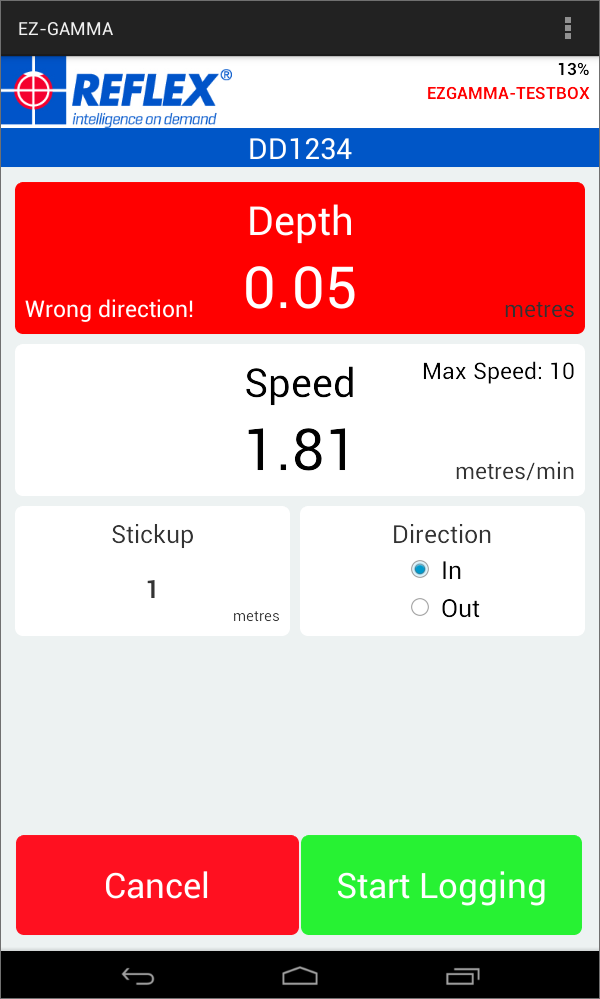 EZ-GAMMA
13%
REFLEX®
EZGAMMA-TESTBOX
intelligence on demand
DD1234
Depth
0.05
Wrong direction!
metres
Speed
Max Speed: 10
1.81
metres/min
Stickup
1
metres
Direction
In
Out
Cancel
Start Logging